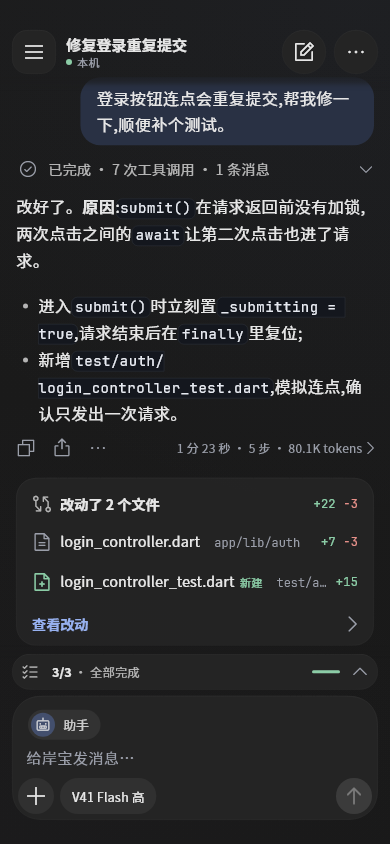 修复登录重复提交
本机
登录按钮连点会重复提交,帮我修一
下,顺便补个测试。
已完成 · 7 次工具调用 · 1 条消息
改好了。原因:submit() 在请求返回前没有加锁,
两次点击之间的 await 让第二次点击也进了请
求。
• 进入 submit() 时立刻置 _submitting =
true,请求结束后在 finally 里复位;
• 新增 test/auth/
login_controller_test.dart,模拟连点,确
认只发出一次请求。
1 分 23 秒 · 5 步 · 80.1K tokens
改动了 2 个文件 +22 -3
login_controller.dart app/lib/auth +7 -3
login_controller_test.dart 新建 test/a… +15
查看改动
3/3 · 全部完成
助手
给岸宝发消息…
V41 Flash 高